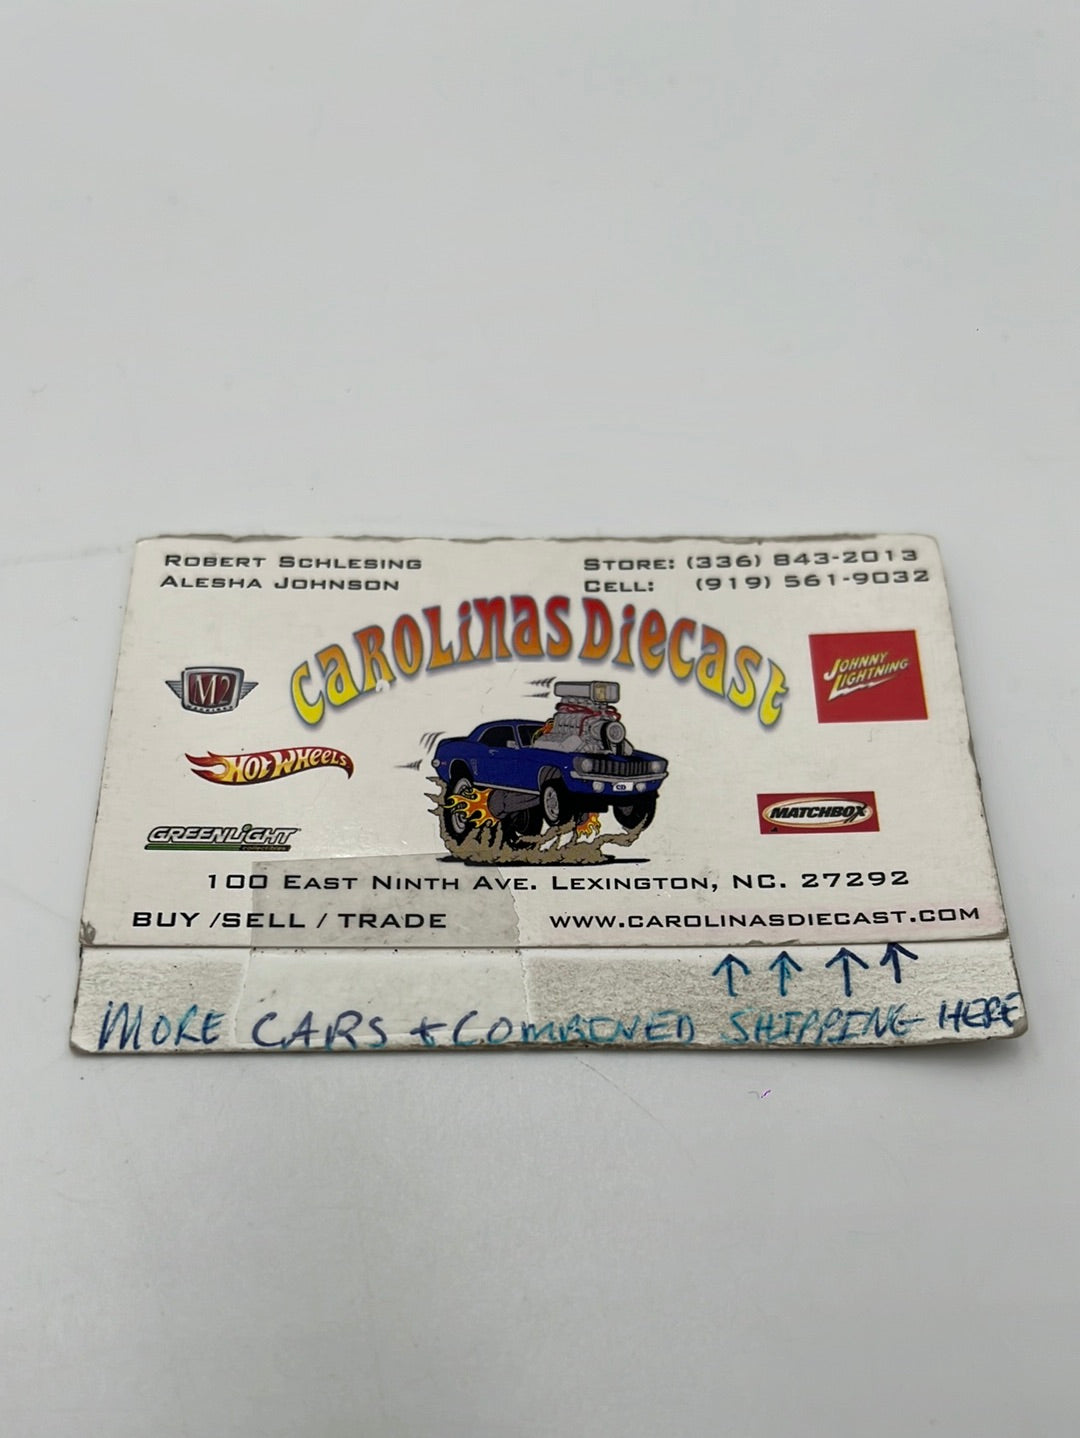 ROBERT SCHLESING
ALESHA JOHNSON
STORE: (336) 843-2013
CELL: (919) 561-9032
CAROLINAS DIECAST
M2
JOHNNY
LIGHTNING
HOT WHEELS
GREENLIGHT
collectibles
MATCHBOX
CD
100 EAST NINTH AVE. LEXINGTON, NC. 27292
BUY /SELL / TRADE
WWW.CAROLINASDIECAST.COM
↑ ↑ ↑ ↑
MORE CARS + COMBINED SHIPPING HERE